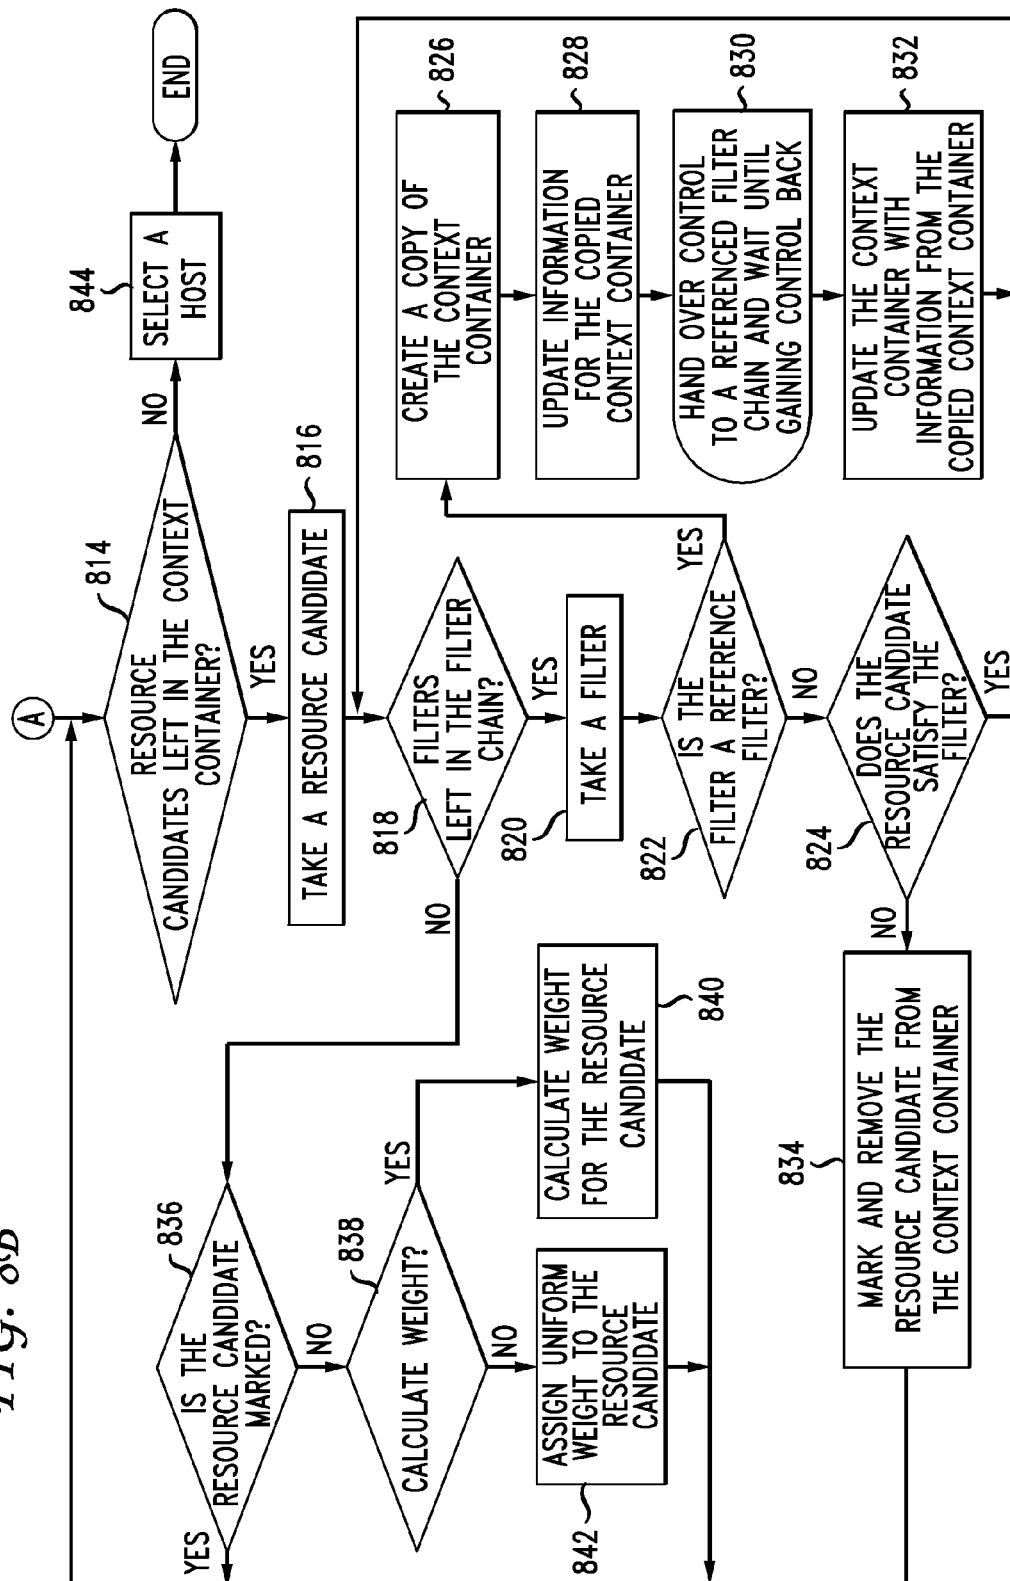 FIG. 8B
A
RESOURCE
CANDIDATES LEFT IN THE CONTEXT
CONTAINER?
814
NO
SELECT A
HOST
844
END
YES
TAKE A RESOURCE CANDIDATE
816
FILTERS
LEFT IN THE FILTER
CHAIN?
818
NO
YES
TAKE A FILTER
820
IS THE
FILTER A REFERENCE
FILTER?
822
YES
NO
CREATE A COPY OF
THE CONTEXT
CONTAINER
826
UPDATE INFORMATION
FOR THE COPIED
CONTEXT CONTAINER
828
HAND OVER CONTROL
TO A REFERENCED FILTER
CHAIN AND WAIT UNTIL
GAINING CONTROL BACK
830
UPDATE THE CONTEXT
CONTAINER WITH
INFORMATION FROM THE
COPIED CONTEXT CONTAINER
832
DOES THE
RESOURCE CANDIDATE
SATISFY THE
FILTER?
824
YES
NO
MARK AND REMOVE THE
RESOURCE CANDIDATE FROM
THE CONTEXT CONTAINER
834
IS THE
RESOURCE CANDIDATE
MARKED?
836
YES
NO
CALCULATE WEIGHT?
838
YES
NO
CALCULATE WEIGHT
FOR THE RESOURCE
CANDIDATE
840
ASSIGN UNIFORM
WEIGHT TO THE
RESOURCE
CANDIDATE
842